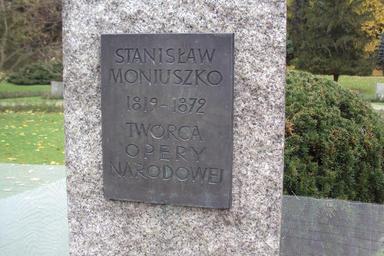 STANISŁAW
MONIUSZKO
1819-1872
TWÓRCA
OPERY
NARODOWEJ